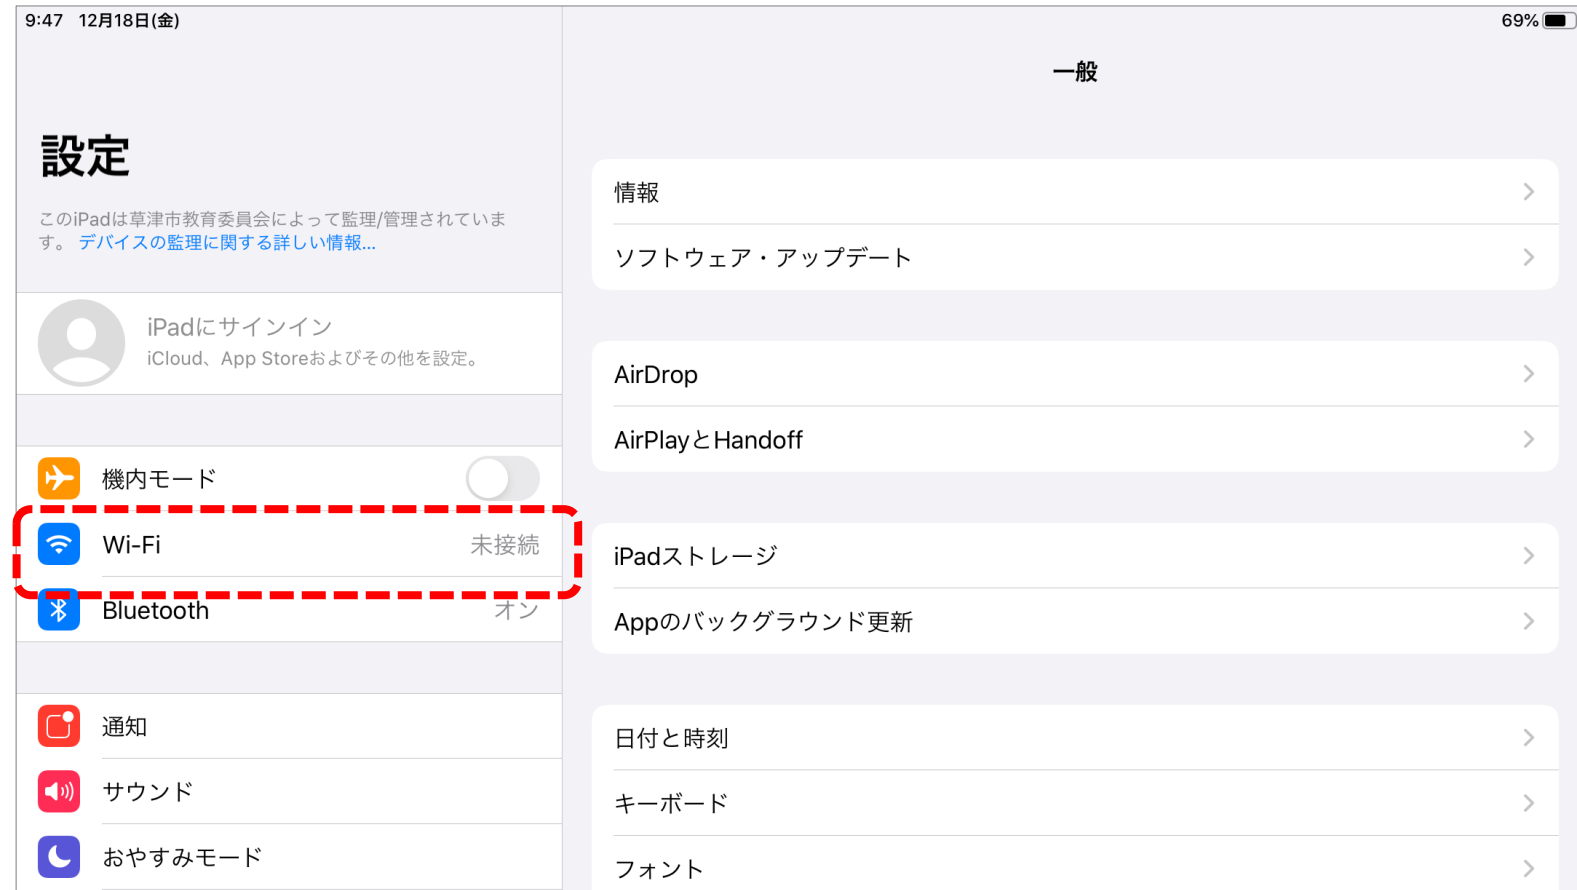 9:47 12月18日(金)
69%
設定
このiPadは草津市教育委員会によって監理/管理されていま
す。 デバイスの監理に関する詳しい情報...
iPadにサインイン
iCloud、App Storeおよびその他を設定。
機内モード
Wi-Fi 未接続
Bluetooth オン
通知
サウンド
おやすみモード
一般
情報
ソフトウェア・アップデート
AirDrop
AirPlayとHandoff
iPadストレージ
Appのバックグラウンド更新
日付と時刻
キーボード
フォント